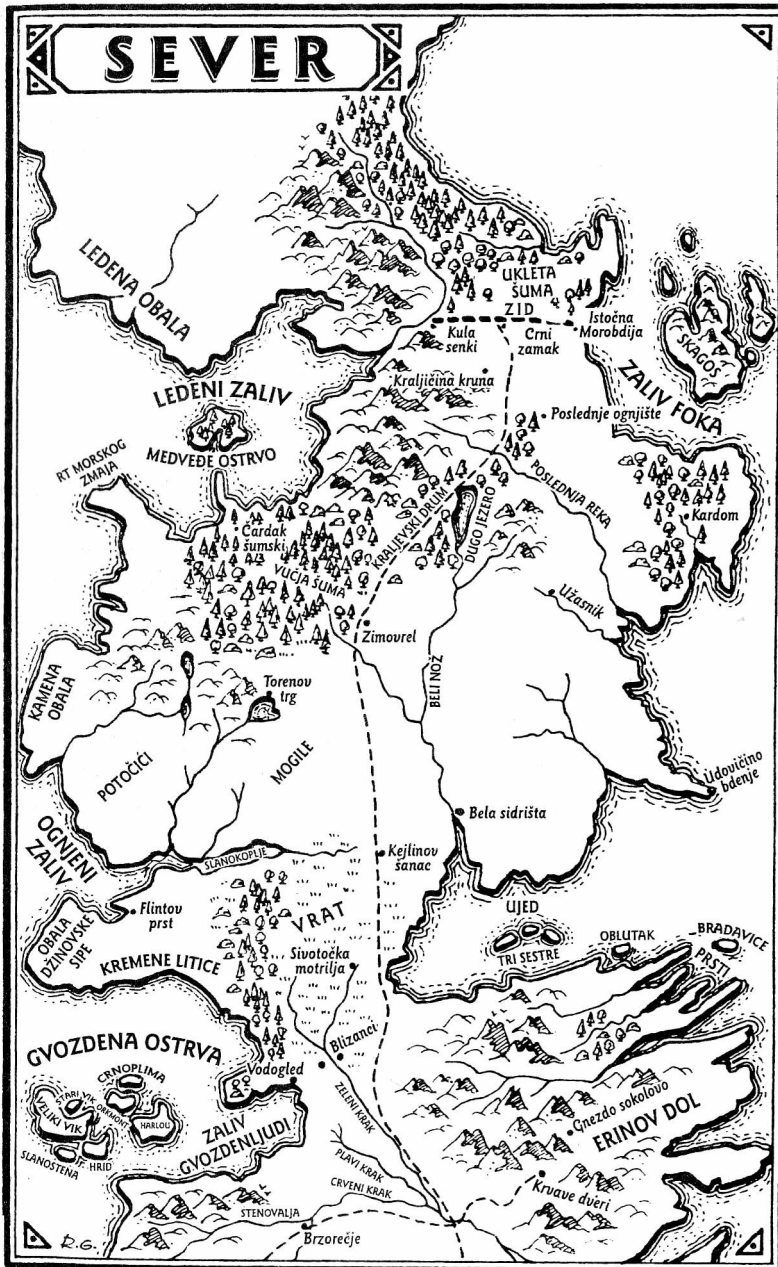 SEVER
LEDENA OBALA
UKLETA
ŠUMA
ZID
Istočna
Morobdija
Kula
senki
Crni
zamak
SKAGOS
Kraljičina kruna
ZALIV FOKA
LEDENI ZALIV
Poslednje ognjište
MEDVEĐE OSTRVO
RT MORSKOG
ZMAJA
POSLEDNJA REKA
KRALJEVSKI DRUM
DUGO JEZERO
Kardom
Čardak
šumski
VUČJA ŠUMA
Užasnik
Zimovrel
KAMENA
OBALA
Torenov
trg
BELI NOŽ
POTOČIĆI
MOGILE
Udovičino
bdenje
Bela sidrišta
OGNJENI
ZALIV
SLANOKOPLJE
Kejlinov
šanac
Flintov
prst
OBALA
DŽINOVSKE
SIPE
VRAT
UJED
TRI SESTRE
OBLUTAK
BRADAVICE
PRSTI
KREMENE LITICE
Sivotočka
motrilja
GVOZDENA OSTRVA
Blizanci
Vodogled
CRNOPLIMA
STARI VIK
ORKMONT
VELIKI VIK
HARLOU
SLANOSTENA
HRID
ZALIV
GVOZDENLJUDI
ZELENI KRAK
Gnezdo sokolovo
ERINOV DOL
PLAVI KRAK
CRVENI KRAK
Krvave dveri
STENOVALJA
Brzorečje
R.G.